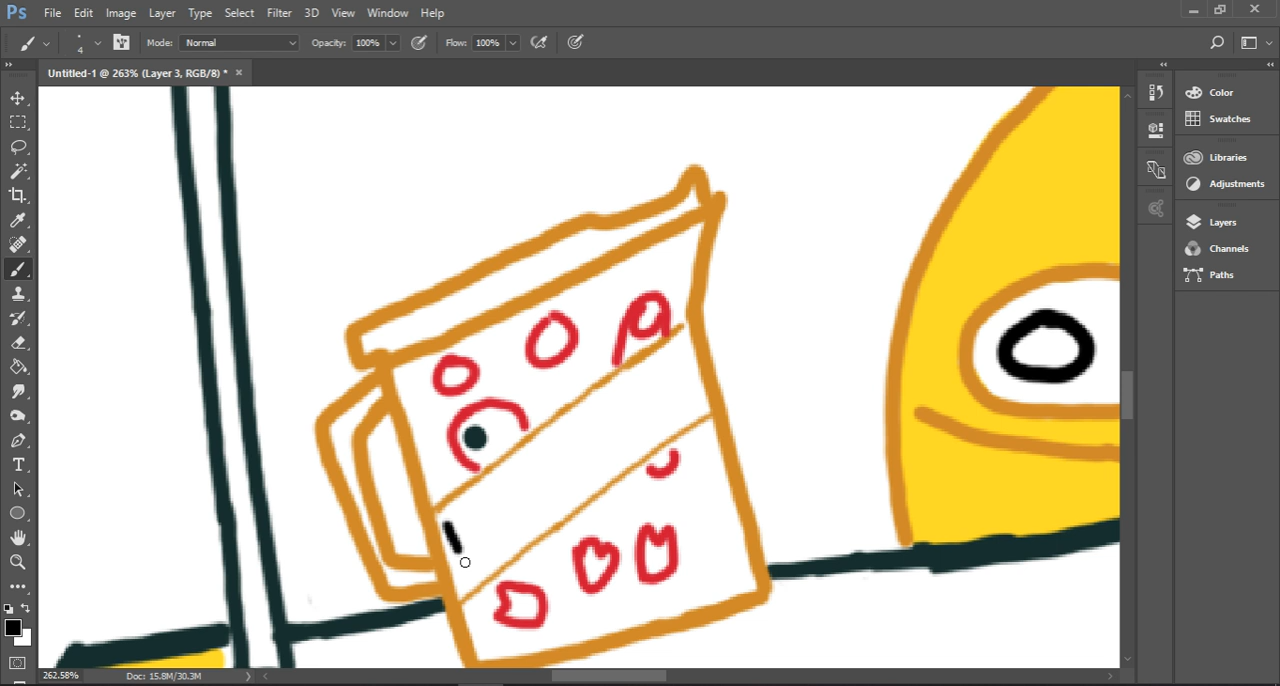 Ps File Edit Image Layer Type Select Filter 3D View Window Help
4 Mode: Normal Opacity: 100% Flow: 100%
Untitled-1 @ 263% (Layer 3, RGB/8) * ×
Color
Swatches
Libraries
Adjustments
Layers
Channels
Paths
262.58% Doc: 15.8M/30.3M